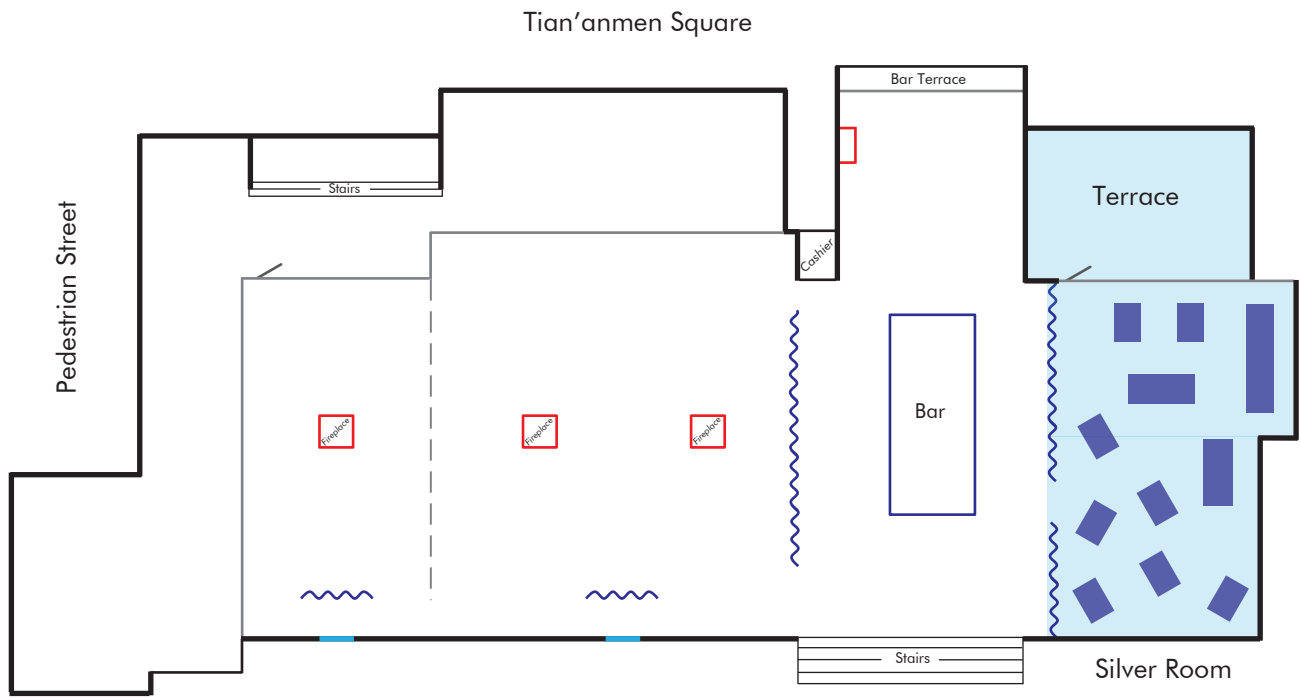 Tian’anmen Square
Bar Terrace
Stairs
Terrace
Pedestrian Street
Cashier
Bar
Fireplace
Fireplace
Fireplace
Stairs
Silver Room